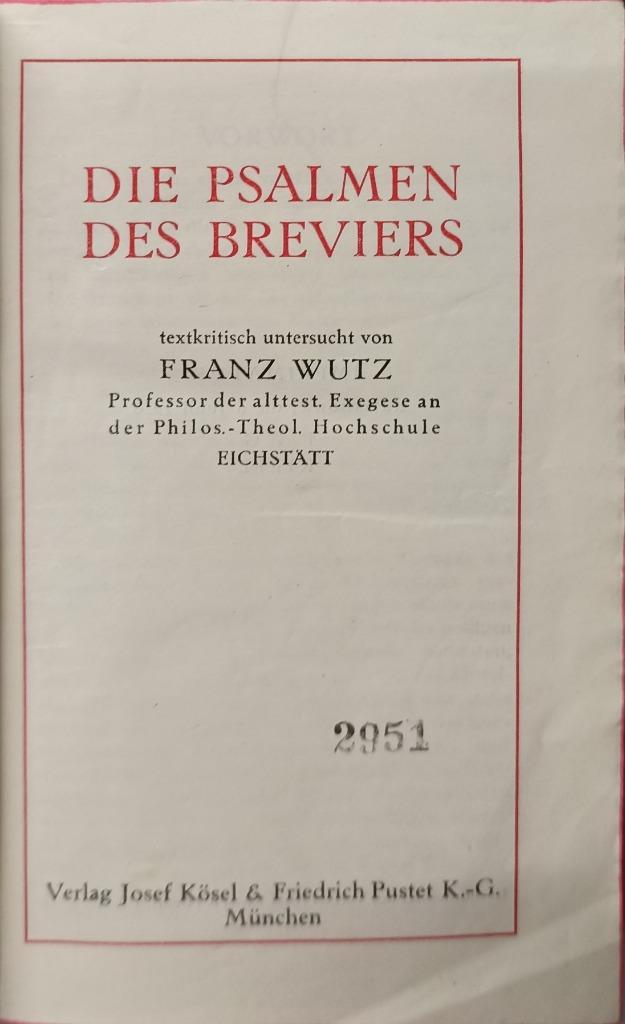 DIE PSALMEN
DES BREVIERS
textkritisch untersucht von
FRANZ WUTZ
Professor der alttest. Exegese an
der Philos.-Theol. Hochschule
EICHSTÄTT
2951
Verlag Josef Kösel & Friedrich Pustet K.-G.
München